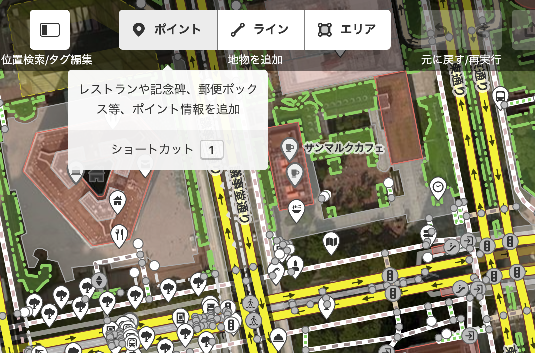 ポイント
ライン
エリア
位置検索/タグ編集
地物を追加
元に戻す/再実行
レストランや記念碑、郵便ボック
ス等、ポイント情報を追加
ショートカット 1
サンマルクカフェ